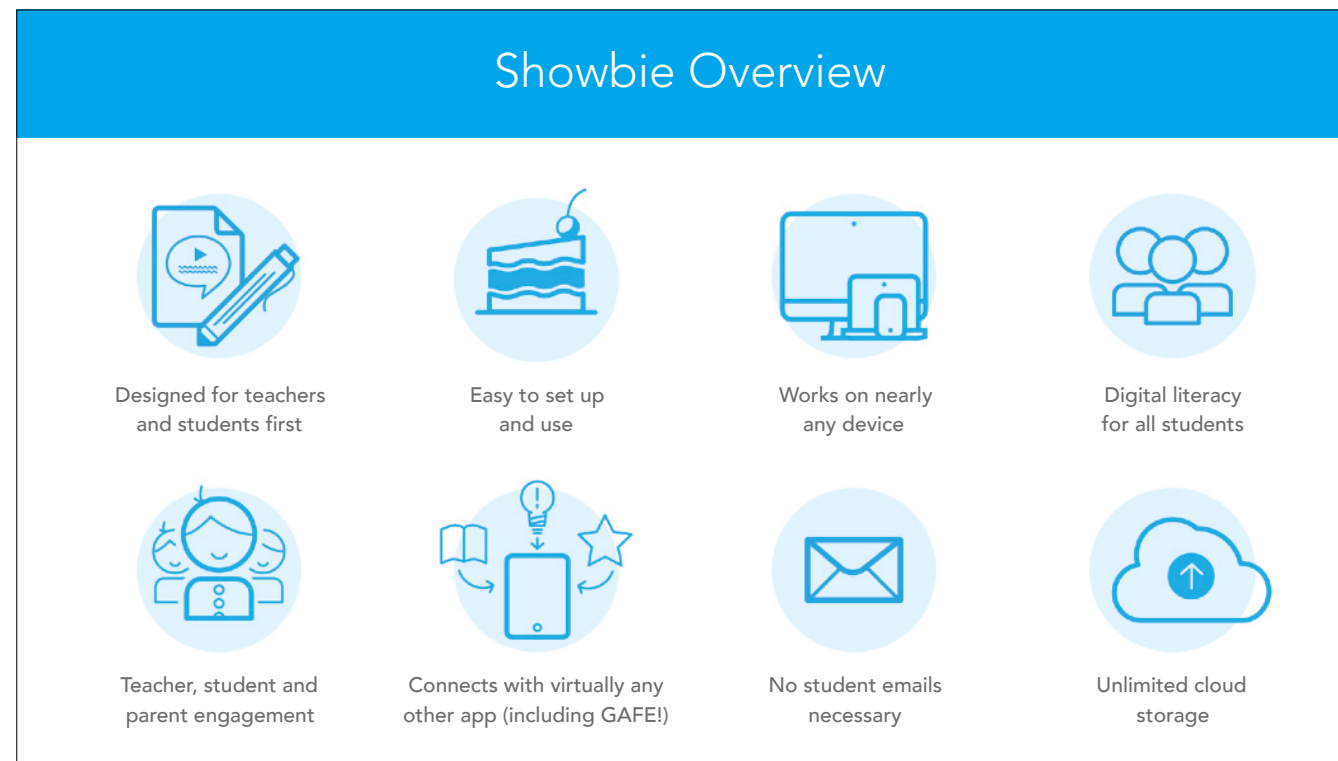 Showbie Overview
Designed for teachers
and students first
Easy to set up
and use
Works on nearly
any device
Digital literacy
for all students
Teacher, student and
parent engagement
Connects with virtually any
other app (including GAFE!)
No student emails
necessary
Unlimited cloud
storage